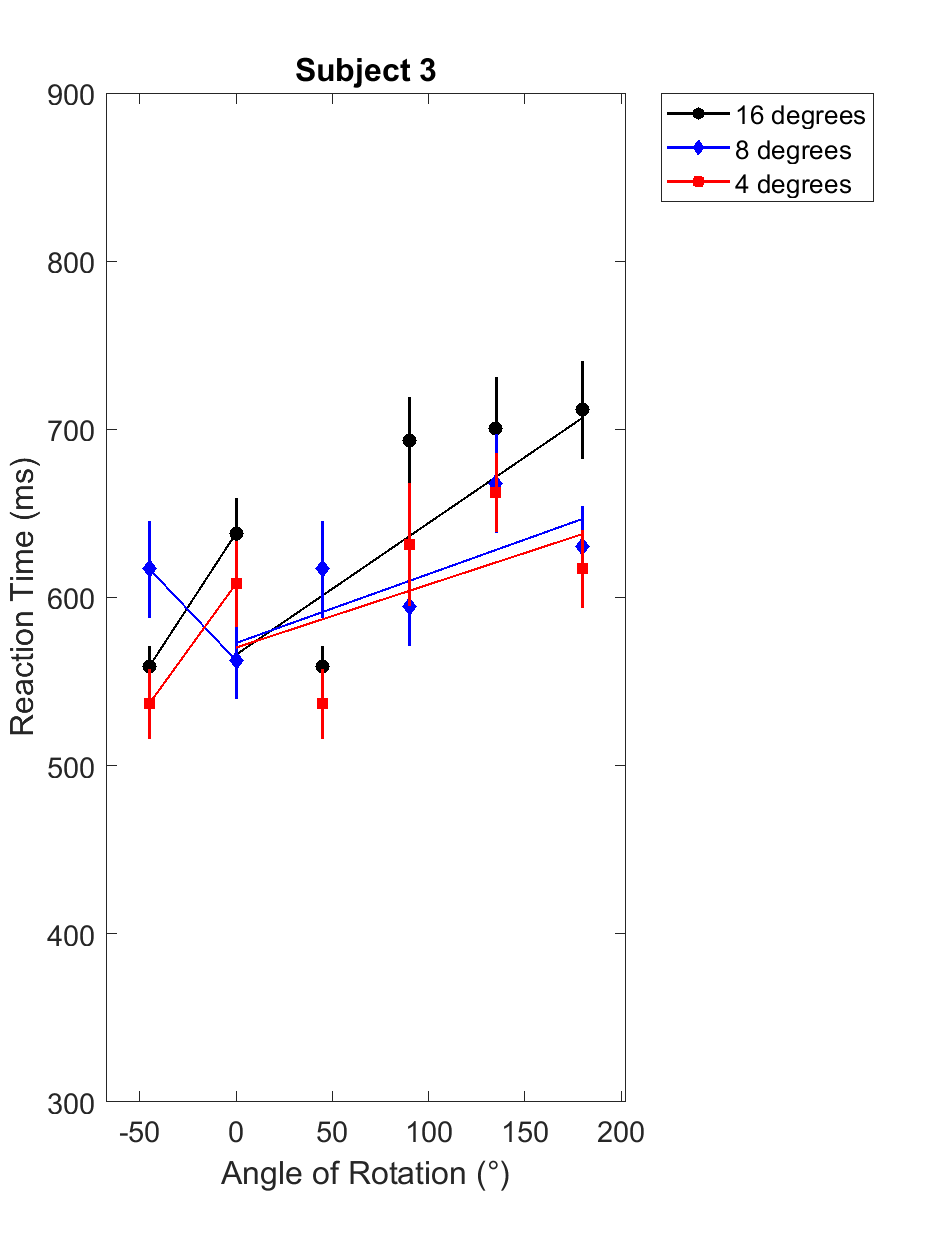 Subject 3
900
800
700
600
500
400
300
Reaction Time (ms)
-50 0 50 100 150 200
Angle of Rotation (°)
16 degrees
8 degrees
4 degrees